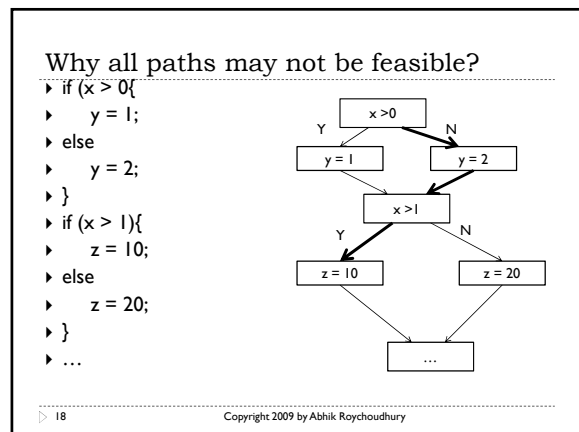 Why all paths may not be feasible?
if (x > 0{
y = 1;
else
y = 2;
}
if (x > 1){
z = 10;
else
z = 20;
}
…
x >0
Y
N
y = 1
y = 2
x >1
Y
N
z = 10
z = 20
…
18
Copyright 2009 by Abhik Roychoudhury